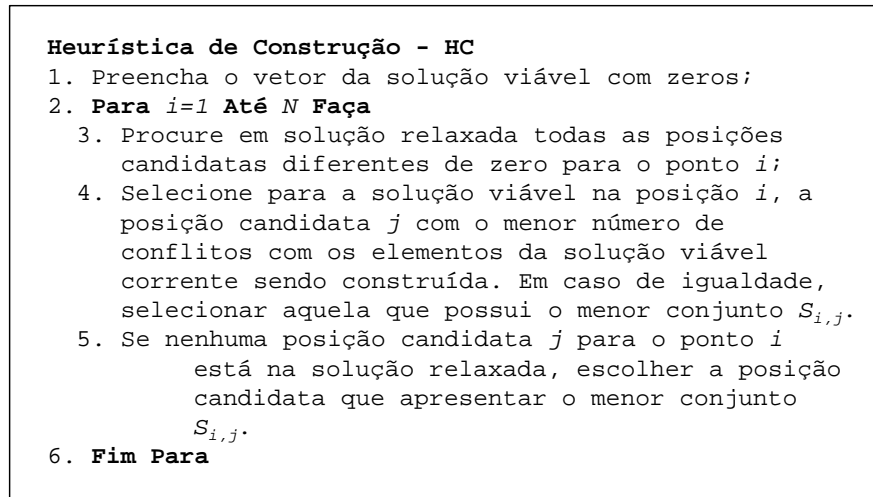 Heurística de Construção - HC
1. Preencha o vetor da solução viável com zeros;
2. Para i=1 Até N Faça
3. Procure em solução relaxada todas as posições
candidatas diferentes de zero para o ponto i;
4. Selecione para a solução viável na posição i, a
posição candidata j com o menor número de
conflitos com os elementos da solução viável
corrente sendo construída. Em caso de igualdade,
selecionar aquela que possui o menor conjunto S_{i,j}.
5. Se nenhuma posição candidata j para o ponto i
está na solução relaxada, escolher a posição
candidata que apresentar o menor conjunto
S_{i,j}.
6. Fim Para